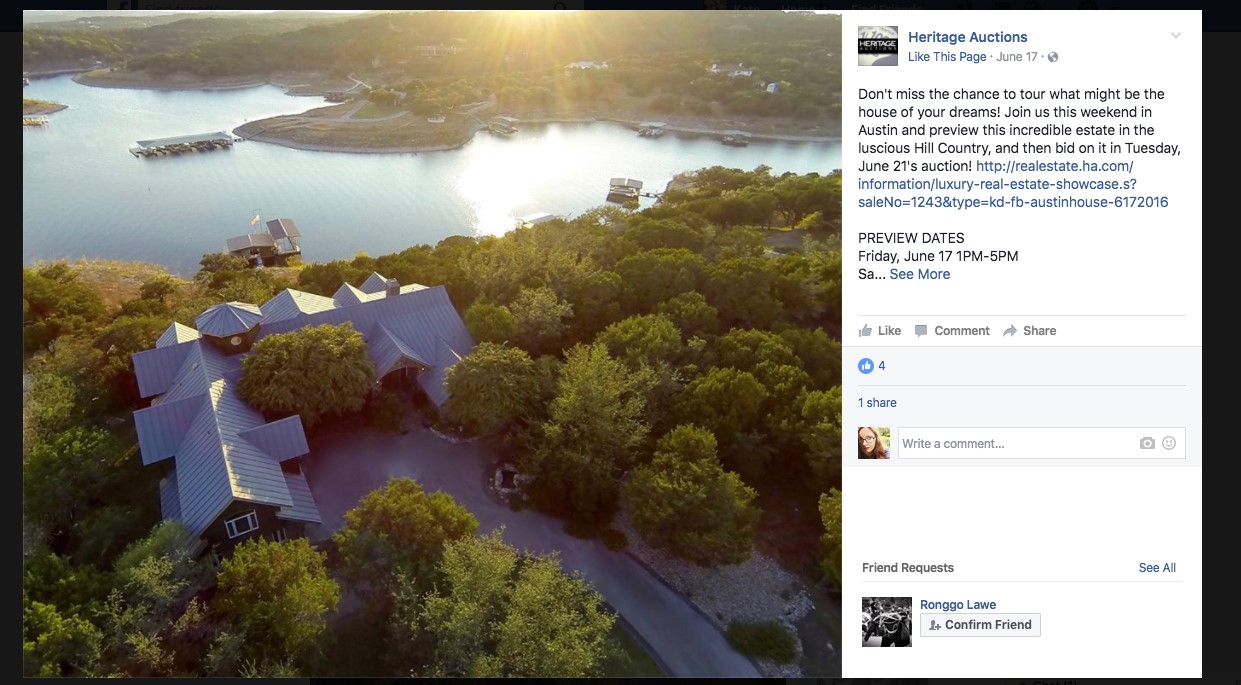 HERITAGE
AUCTIONS
Heritage Auctions
Like This Page · June 17 ·
Don't miss the chance to tour what might be the
house of your dreams! Join us this weekend in
Austin and preview this incredible estate in the
luscious Hill Country, and then bid on it in Tuesday,
June 21's auction! http://realestate.ha.com/
information/luxury-real-estate-showcase.s?
saleNo=1243&type=kd-fb-austinhouse-6172016
PREVIEW DATES
Friday, June 17 1PM-5PM
Sa... See More
Like Comment Share
4
1 share
Write a comment...
Friend Requests See All
Ronggo Lawe
Confirm Friend